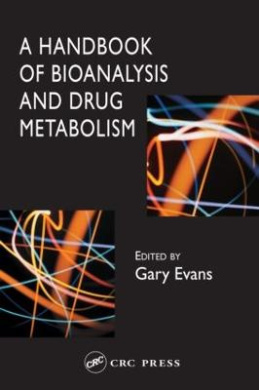 A HANDBOOK
OF BIOANALYSIS
AND DRUG
METABOLISM
EDITED BY
Gary Evans
CRC
CRC PRESS